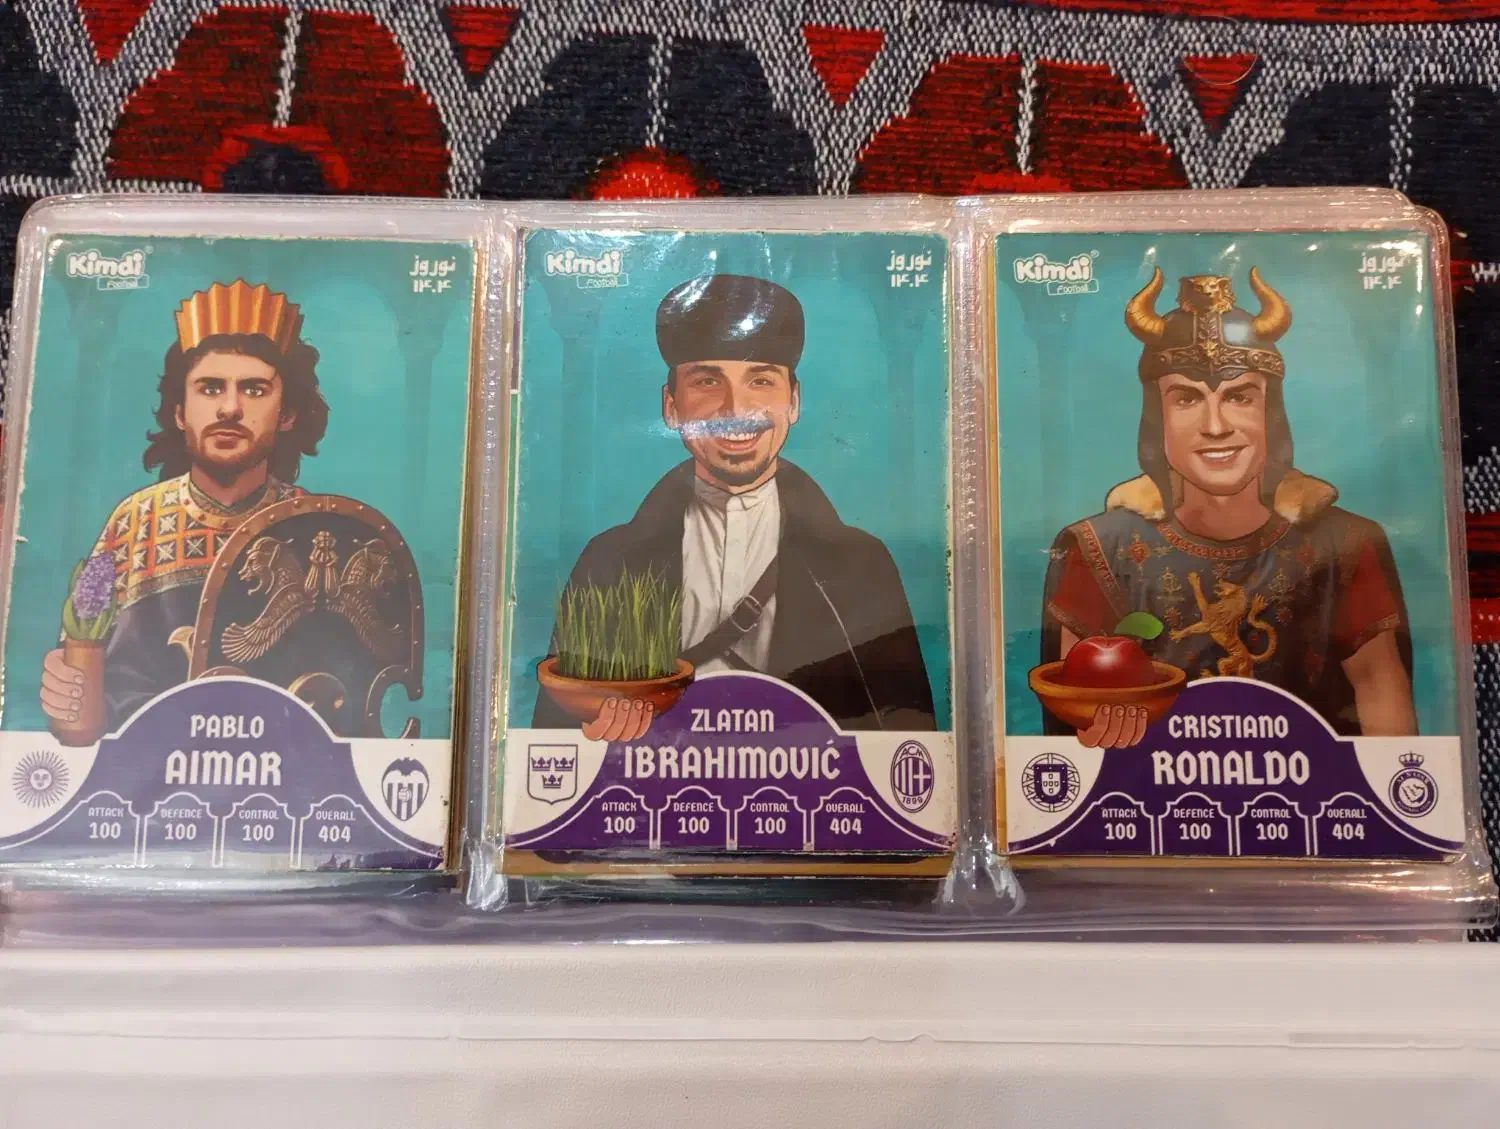 Kimdi
Football
نوروز
۱۴۰۴
PABLO
AIMAR
ATTACK
100
DEFENCE
100
CONTROL
100
OVERALL
404
Kimdi
Football
نوروز
۱۴۰۴
ZLATAN
IBRAHIMOVIĆ
ACM
1899
ATTACK
100
DEFENCE
100
CONTROL
100
OVERALL
404
Kimdi
Football
نوروز
۱۴۰۴
CRISTIANO
RONALDO
ATTACK
100
DEFENCE
100
CONTROL
100
OVERALL
404